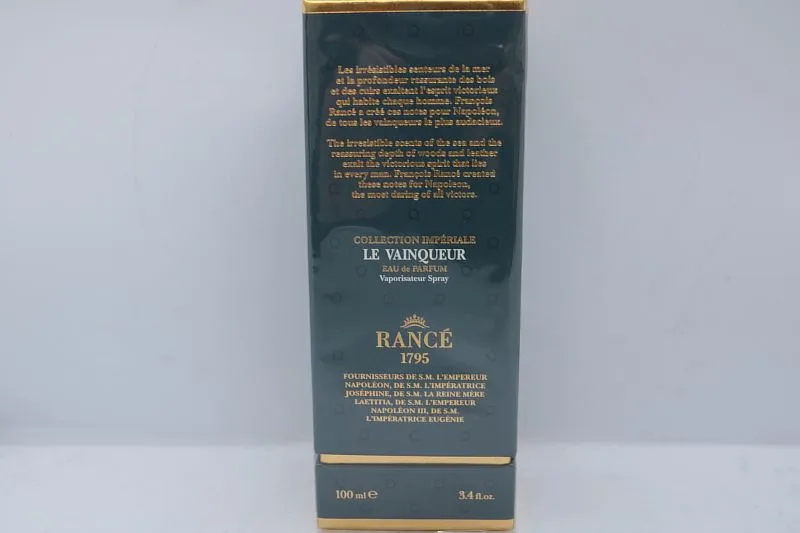 Les irrésistibles senteurs de la mer
et la profondeur rassurante des bois
et des cuirs exaltent l'esprit victorieux
qui habite chaque homme. François
Rancé a créé ces notes pour Napoléon,
de tous les vainqueurs le plus audacieux.
The irresistible scents of the sea and the
reassuring depth of woods and leather
exalt the victorious spirit that lies
in every man. François Rancé created
these notes for Napoleon,
the most daring of all victors.
COLLECTION IMPÉRIALE
LE VAINQUEUR
EAU de PARFUM
Vaporisateur Spray
RANCÉ
1795
FOURNISSEURS DE S.M. L'EMPEREUR
NAPOLÉON, DE S.M. L'IMPÉRATRICE
JOSÉPHINE, DE S.M. LA REINE MÈRE
LAETITIA, DE S.M. L'EMPEREUR
NAPOLÉON III, DE S.M.
L'IMPÉRATRICE EUGÉNIE
100 ml ℮ 3.4 fl.oz.